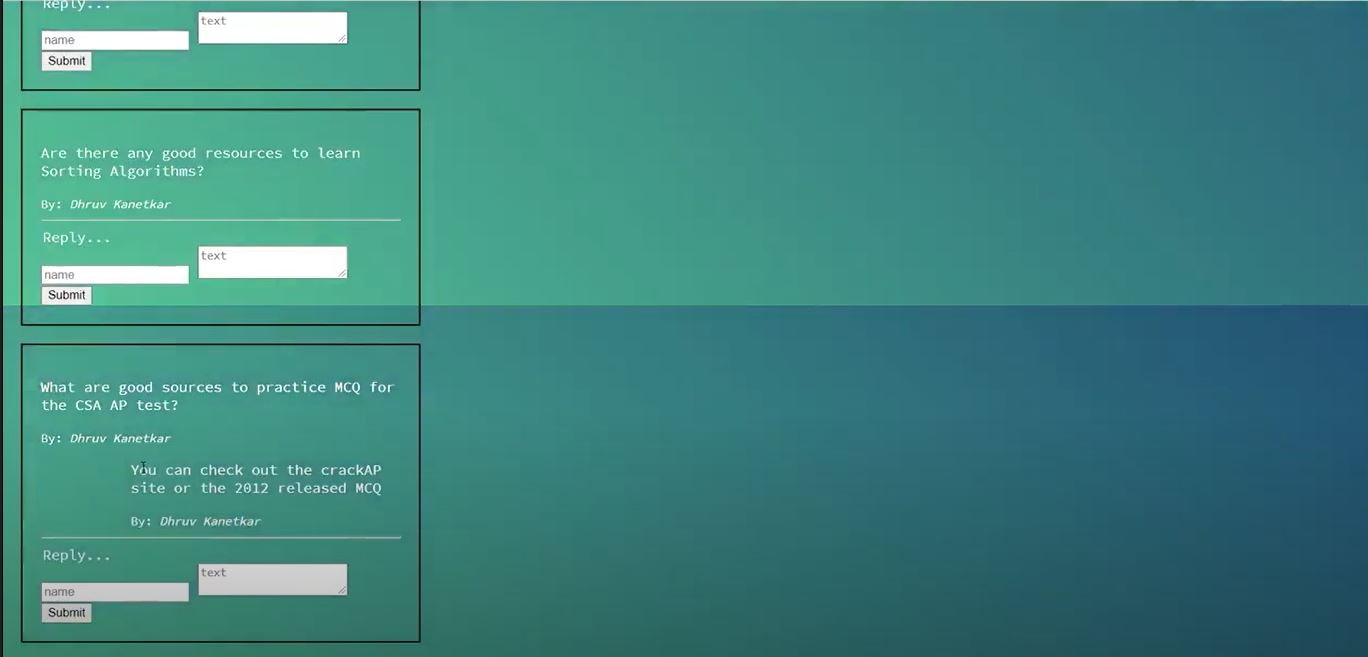 Reply...
text
name
Submit
Are there any good resources to learn
Sorting Algorithms?
By: Dhruv Kanetkar
Reply...
text
name
Submit
What are good sources to practice MCQ for
the CSA AP test?
By: Dhruv Kanetkar
You can check out the crackAP
site or the 2012 released MCQ
By: Dhruv Kanetkar
Reply...
text
name
Submit